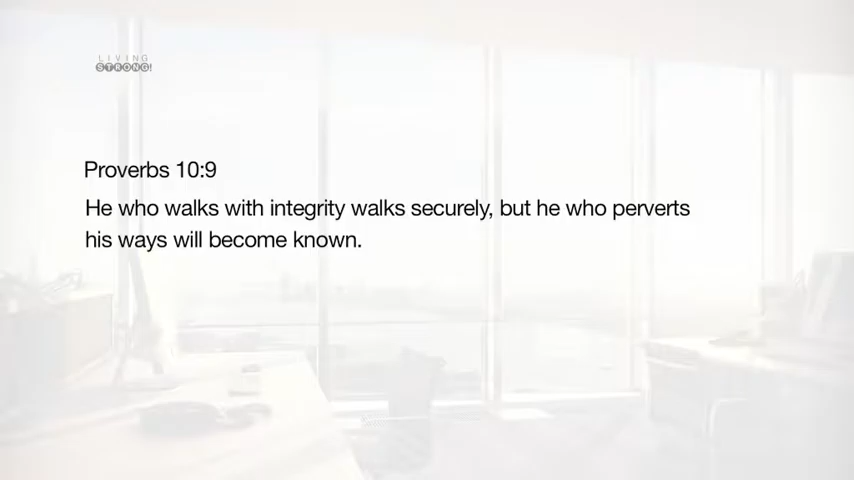 LIVING
STRONG!
Proverbs 10:9
He who walks with integrity walks securely, but he who perverts
his ways will become known.